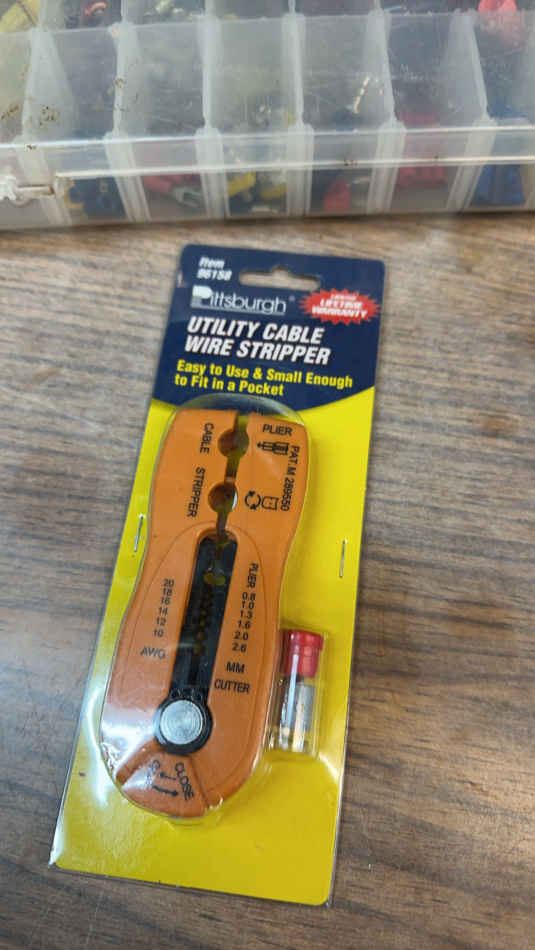 Item
96158
Pittsburgh®
LIFETIME
WARRANTY
UTILITY CABLE
WIRE STRIPPER
Easy to Use & Small Enough
to Fit in a Pocket
CABLE STRIPPER
PLIER
PAT.M 289550
20
18
16
14
12
10
AWG
PLIER
0.8
1.0
1.3
1.6
2.0
2.6
MM
CUTTER
CLOSE